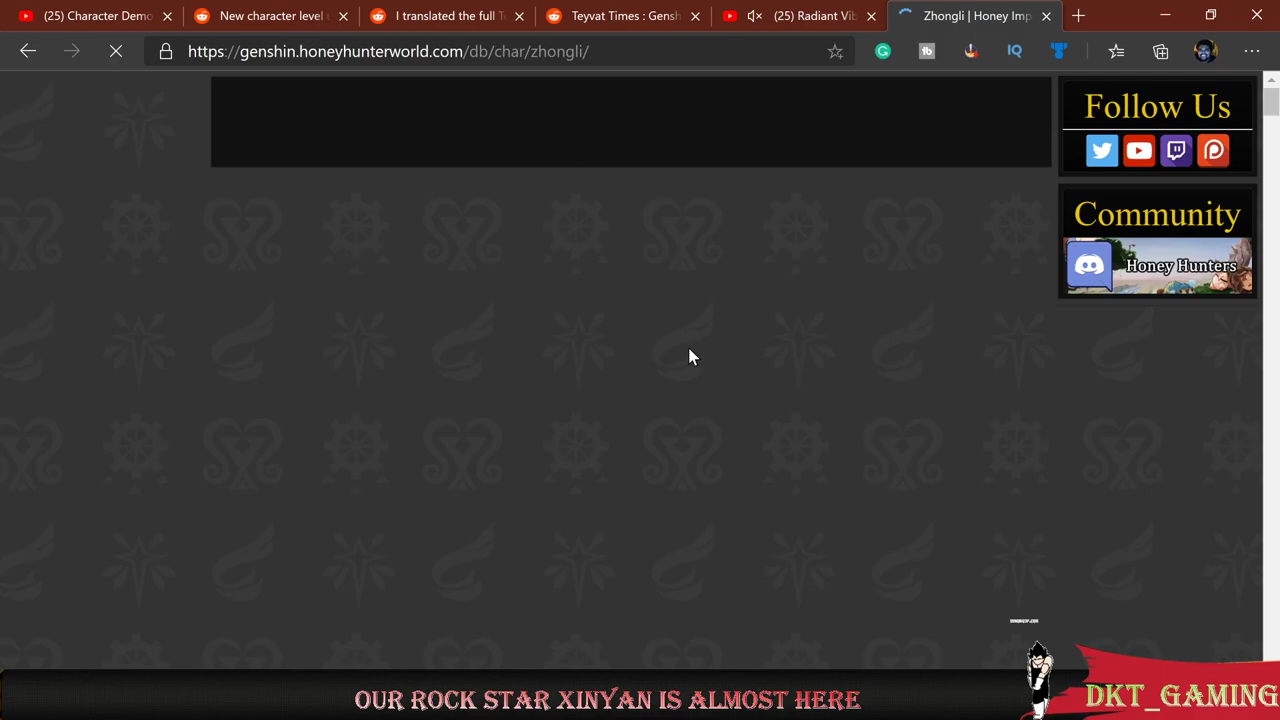 (25) Character Demo
New character level
I translated the full T
Teyvat Times : Gensh
(25) Radiant Vib
Zhongli | Honey Imp
https://genshin.honeyhunterworld.com/db/char/zhongli/
IQ
Follow Us
Community
Honey Hunters
OUR ROCK STAR XINYAN IS ALMOST HERE
DKT_GAMING